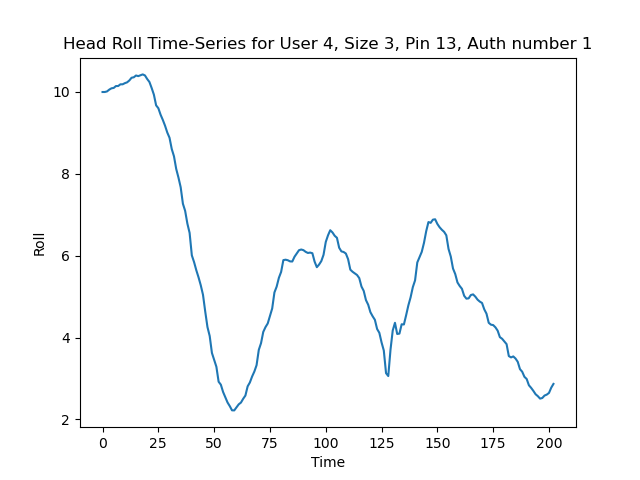 Head Roll Time-Series for User 4, Size 3, Pin 13, Auth number 1
10
8
6
4
2
Roll
0 25 50 75 100 125 150 175 200
Time